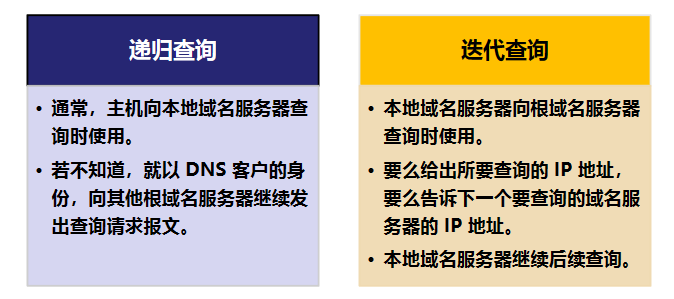 递归查询
• 通常，主机向本地域名服务器查
询时使用。
• 若不知道，就以 DNS 客户的身
份，向其他根域名服务器继续发
出查询请求报文。
迭代查询
• 本地域名服务器向根域名服务器
查询时使用。
• 要么给出所要查询的 IP 地址，
要么告诉下一个要查询的域名服
务器的 IP 地址。
• 本地域名服务器继续后续查询。